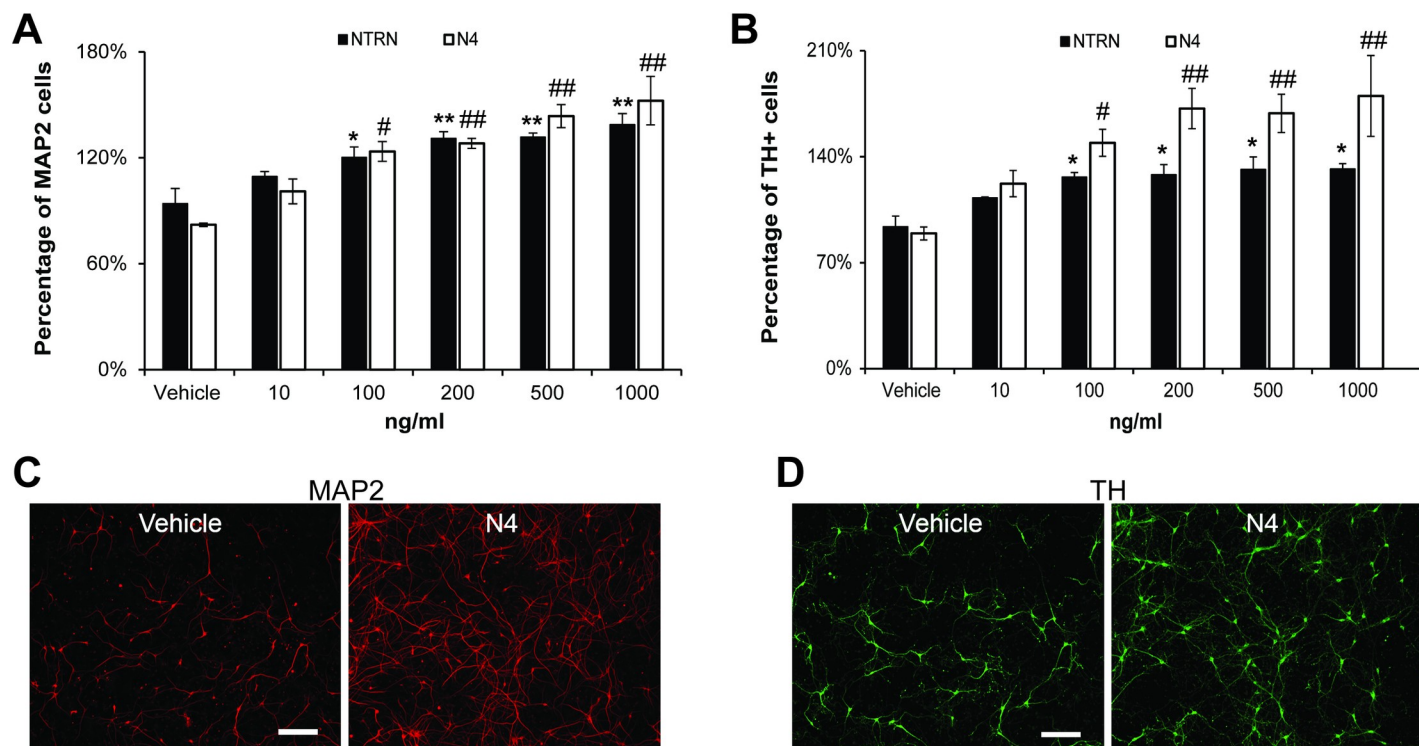 A
Percentage of MAP2 cells
180%
120%
60%
0%
NTRN N4
* # ** ## ** ## ** ##
Vehicle 10 100 200 500 1000
ng/ml
B
Percentage of TH+ cells
210%
140%
70%
0%
NTRN N4
* # * ## * ## * ##
Vehicle 10 100 200 500 1000
ng/ml
C
MAP2
Vehicle N4
D
TH
Vehicle N4